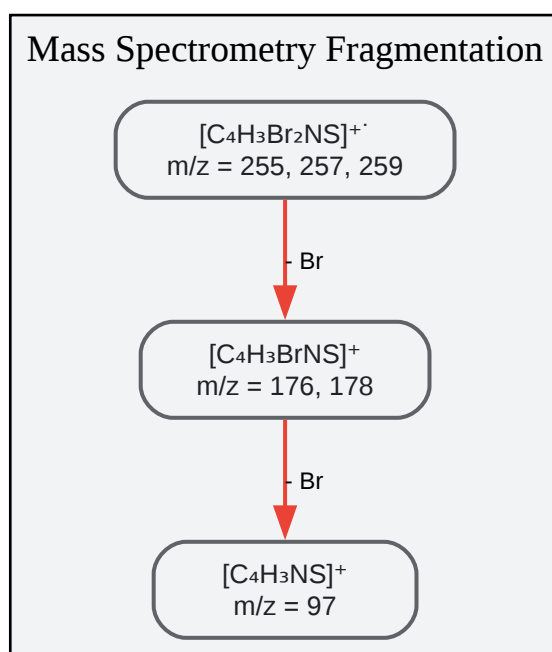 Mass Spectrometry Fragmentation
[C₄H₃Br₂NS]⁺˙
m/z = 255, 257, 259
- Br
[C₄H₃BrNS]⁺
m/z = 176, 178
- Br
[C₄H₃NS]⁺
m/z = 97